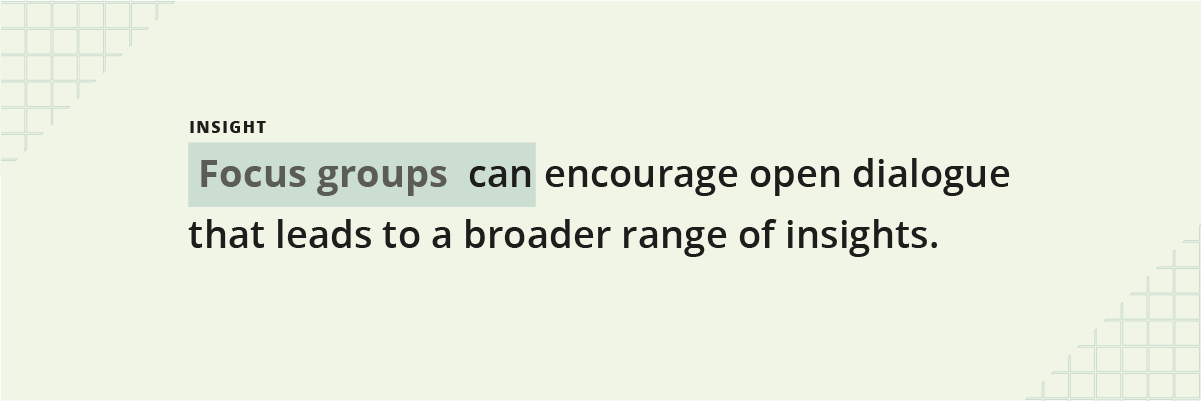 INSIGHT
Focus groups can encourage open dialogue
that leads to a broader range of insights.